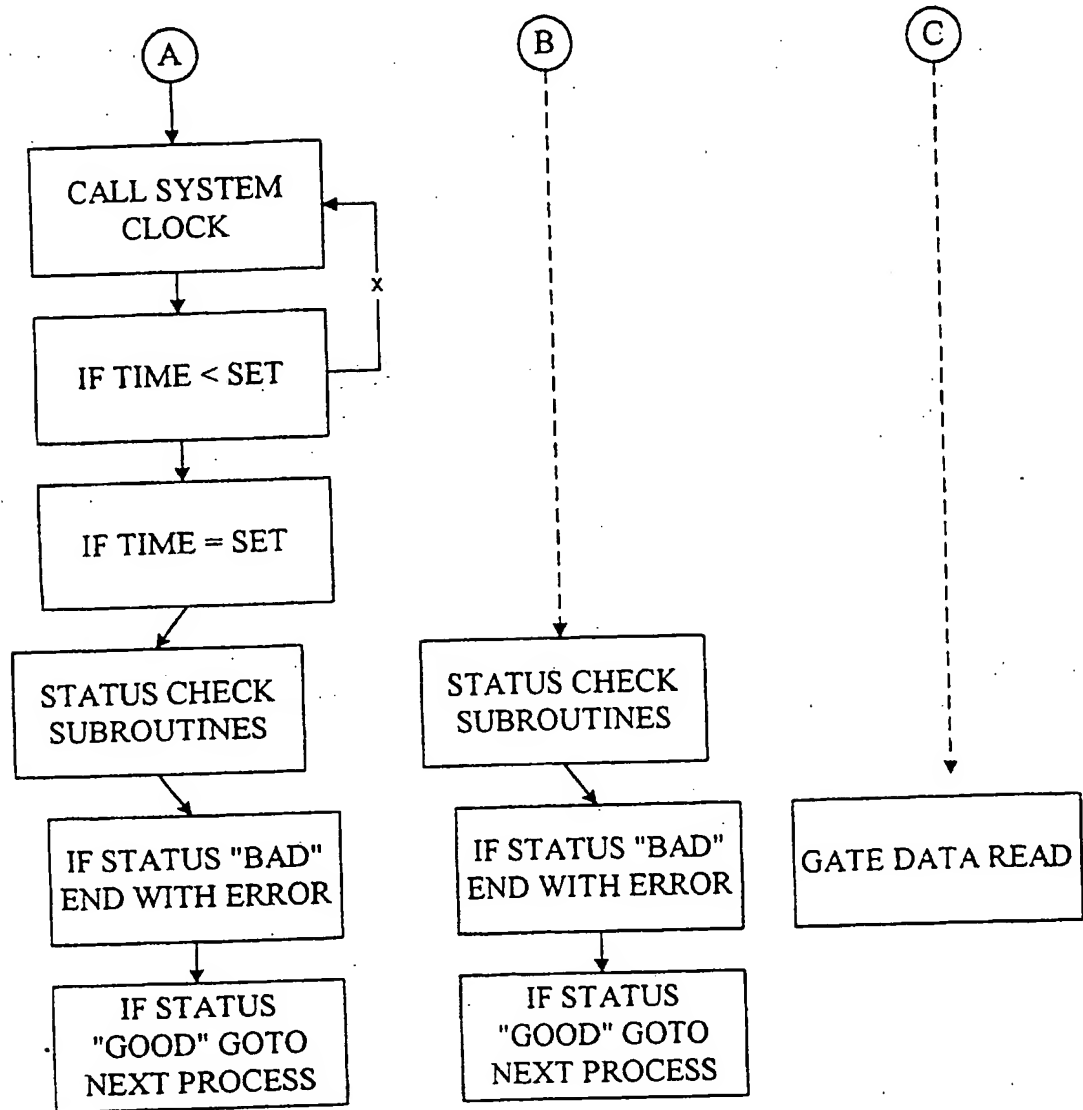 A
CALL SYSTEM
CLOCK
x
IF TIME < SET
IF TIME = SET
STATUS CHECK
SUBROUTINES
IF STATUS "BAD"
END WITH ERROR
IF STATUS
"GOOD" GOTO
NEXT PROCESS
B
STATUS CHECK
SUBROUTINES
IF STATUS "BAD"
END WITH ERROR
IF STATUS
"GOOD" GOTO
NEXT PROCESS
C
GATE DATA READ